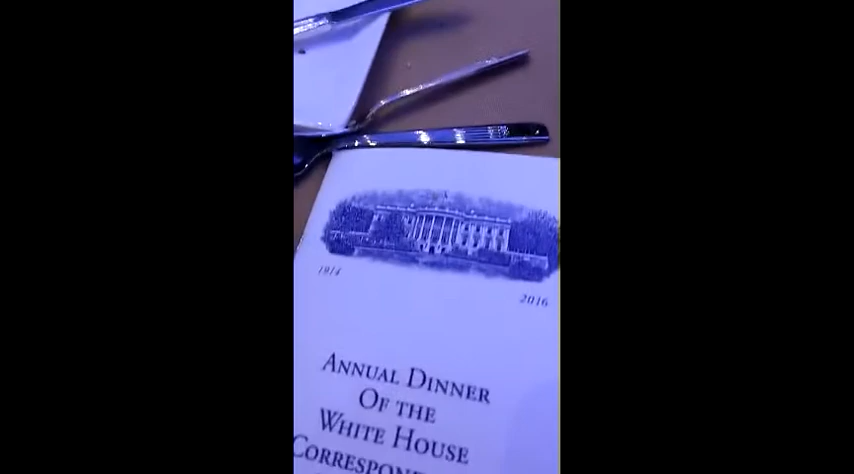 1914
2016
ANNUAL DINNER
OF THE
WHITE HOUSE